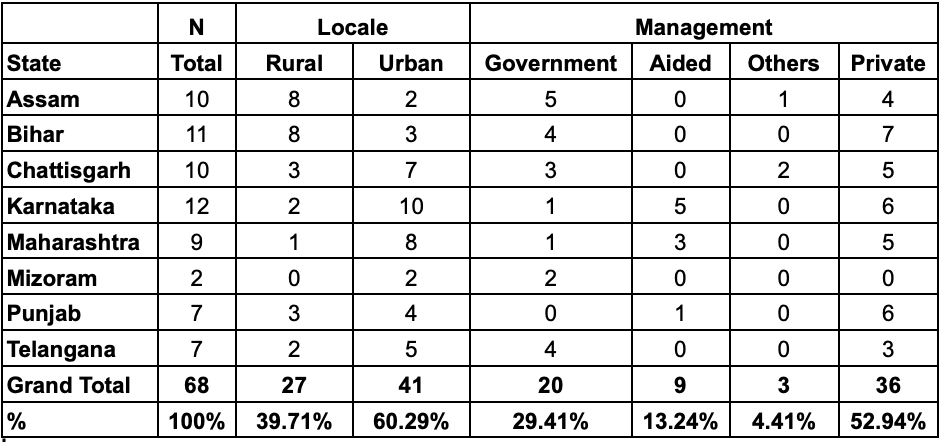 N Locale Management
State Total Rural Urban Government Aided Others Private
Assam 10 8 2 5 0 1 4
Bihar 11 8 3 4 0 0 7
Chattisgarh 10 3 7 3 0 2 5
Karnataka 12 2 10 1 5 0 6
Maharashtra 9 1 8 1 3 0 5
Mizoram 2 0 2 2 0 0 0
Punjab 7 3 4 0 1 0 6
Telangana 7 2 5 4 0 0 3
Grand Total 68 27 41 20 9 3 36
% 100% 39.71% 60.29% 29.41% 13.24% 4.41% 52.94%